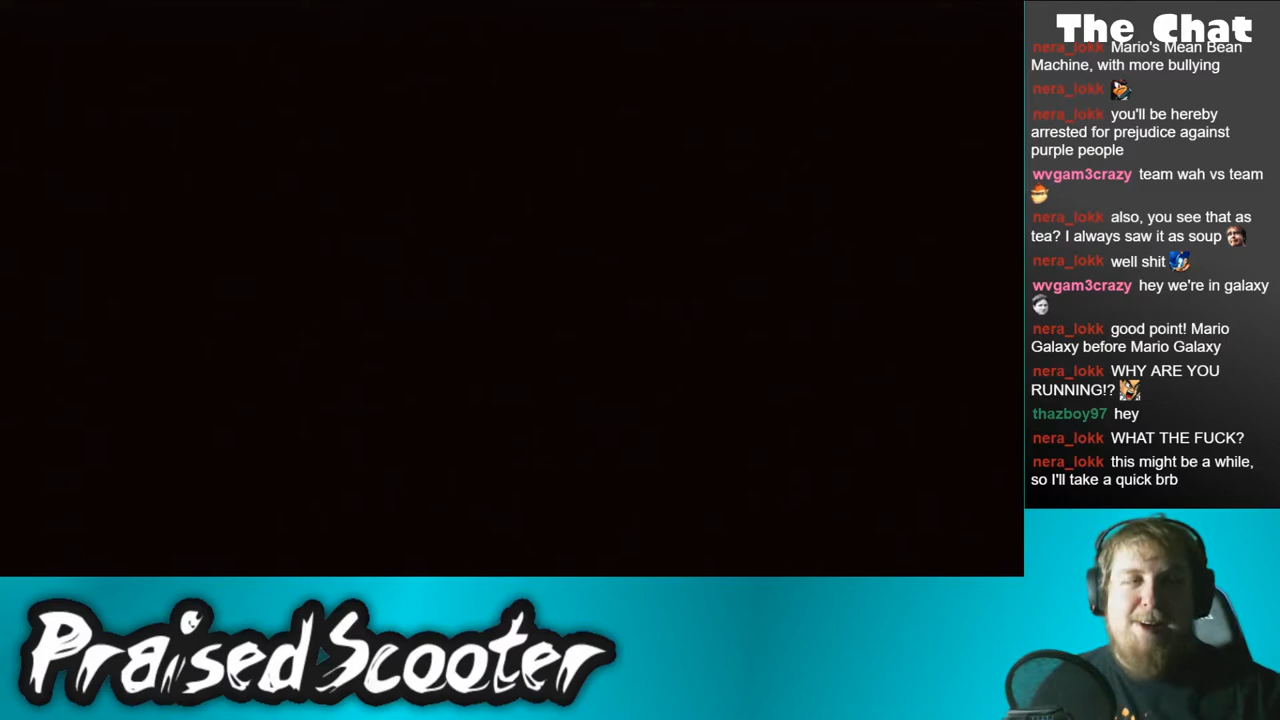 The Chat
nera_lokk Mario's Mean Bean
Machine, with more bullying
nera_lokk
nera_lokk you'll be hereby
arrested for prejudice against
purple people
wvgam3crazy team wah vs team
nera_lokk also, you see that as
tea? I always saw it as soup
nera_lokk well shit
wvgam3crazy hey we're in galaxy
nera_lokk good point! Mario
Galaxy before Mario Galaxy
nera_lokk WHY ARE YOU
RUNNING!?
thazboy97 hey
nera_lokk WHAT THE FUCK?
nera_lokk this might be a while,
so I'll take a quick brb
PraisedScooter